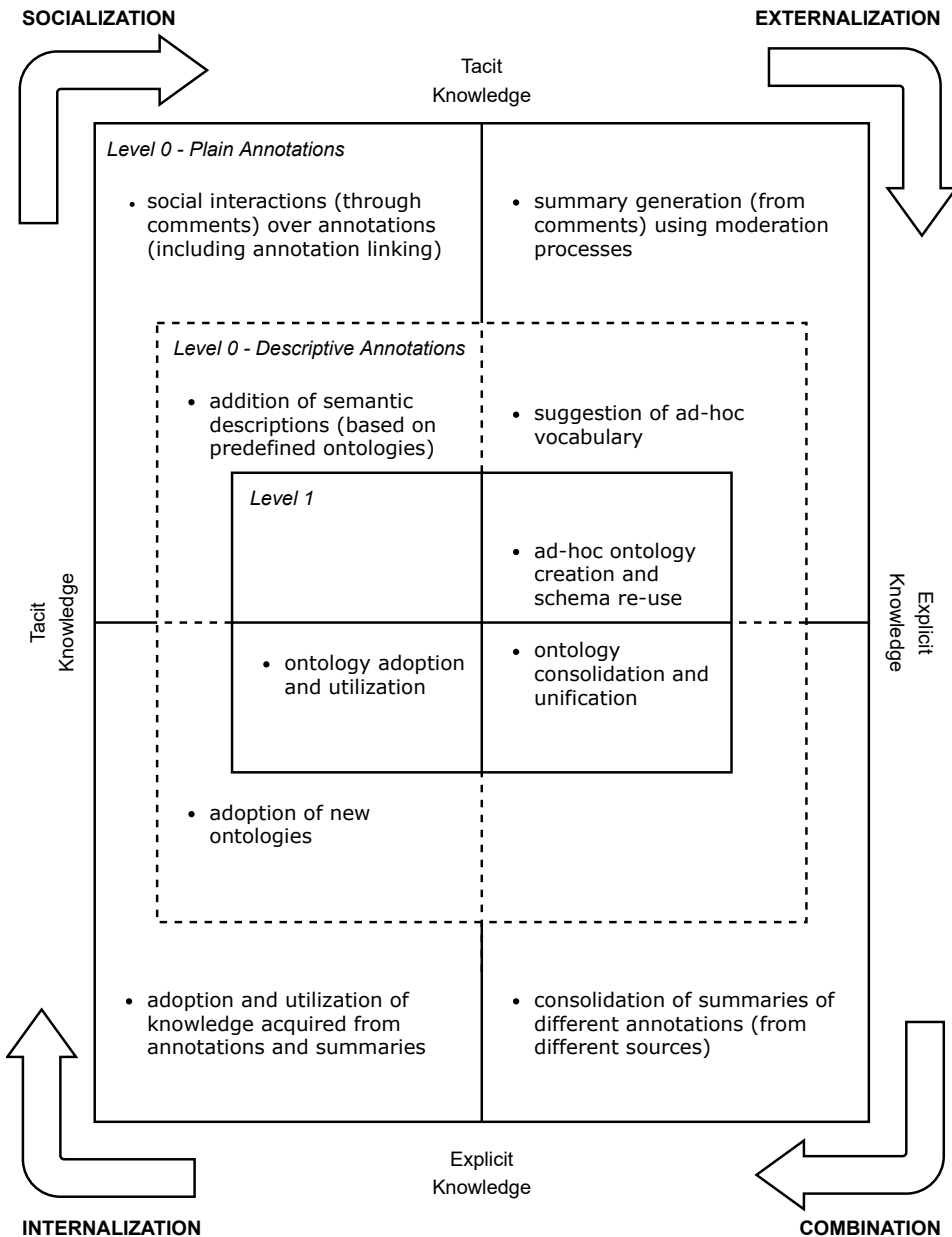 SOCIALIZATION
EXTERNALIZATION
Tacit
Knowledge
Level 0 - Plain Annotations
• social interactions (through
comments) over annotations
(including annotation linking)
• summary generation (from
comments) using moderation
processes
Level 0 - Descriptive Annotations
• addition of semantic
descriptions (based on
predefined ontologies)
• suggestion of ad-hoc
vocabulary
Level 1
• ad-hoc ontology
creation and
schema re-use
Tacit
Knowledge
Explicit
Knowledge
• ontology adoption
and utilization
• ontology
consolidation and
unification
• adoption of new
ontologies
• adoption and utilization of
knowledge acquired from
annotations and summaries
• consolidation of summaries of
different annotations (from
different sources)
Explicit
Knowledge
INTERNALIZATION
COMBINATION